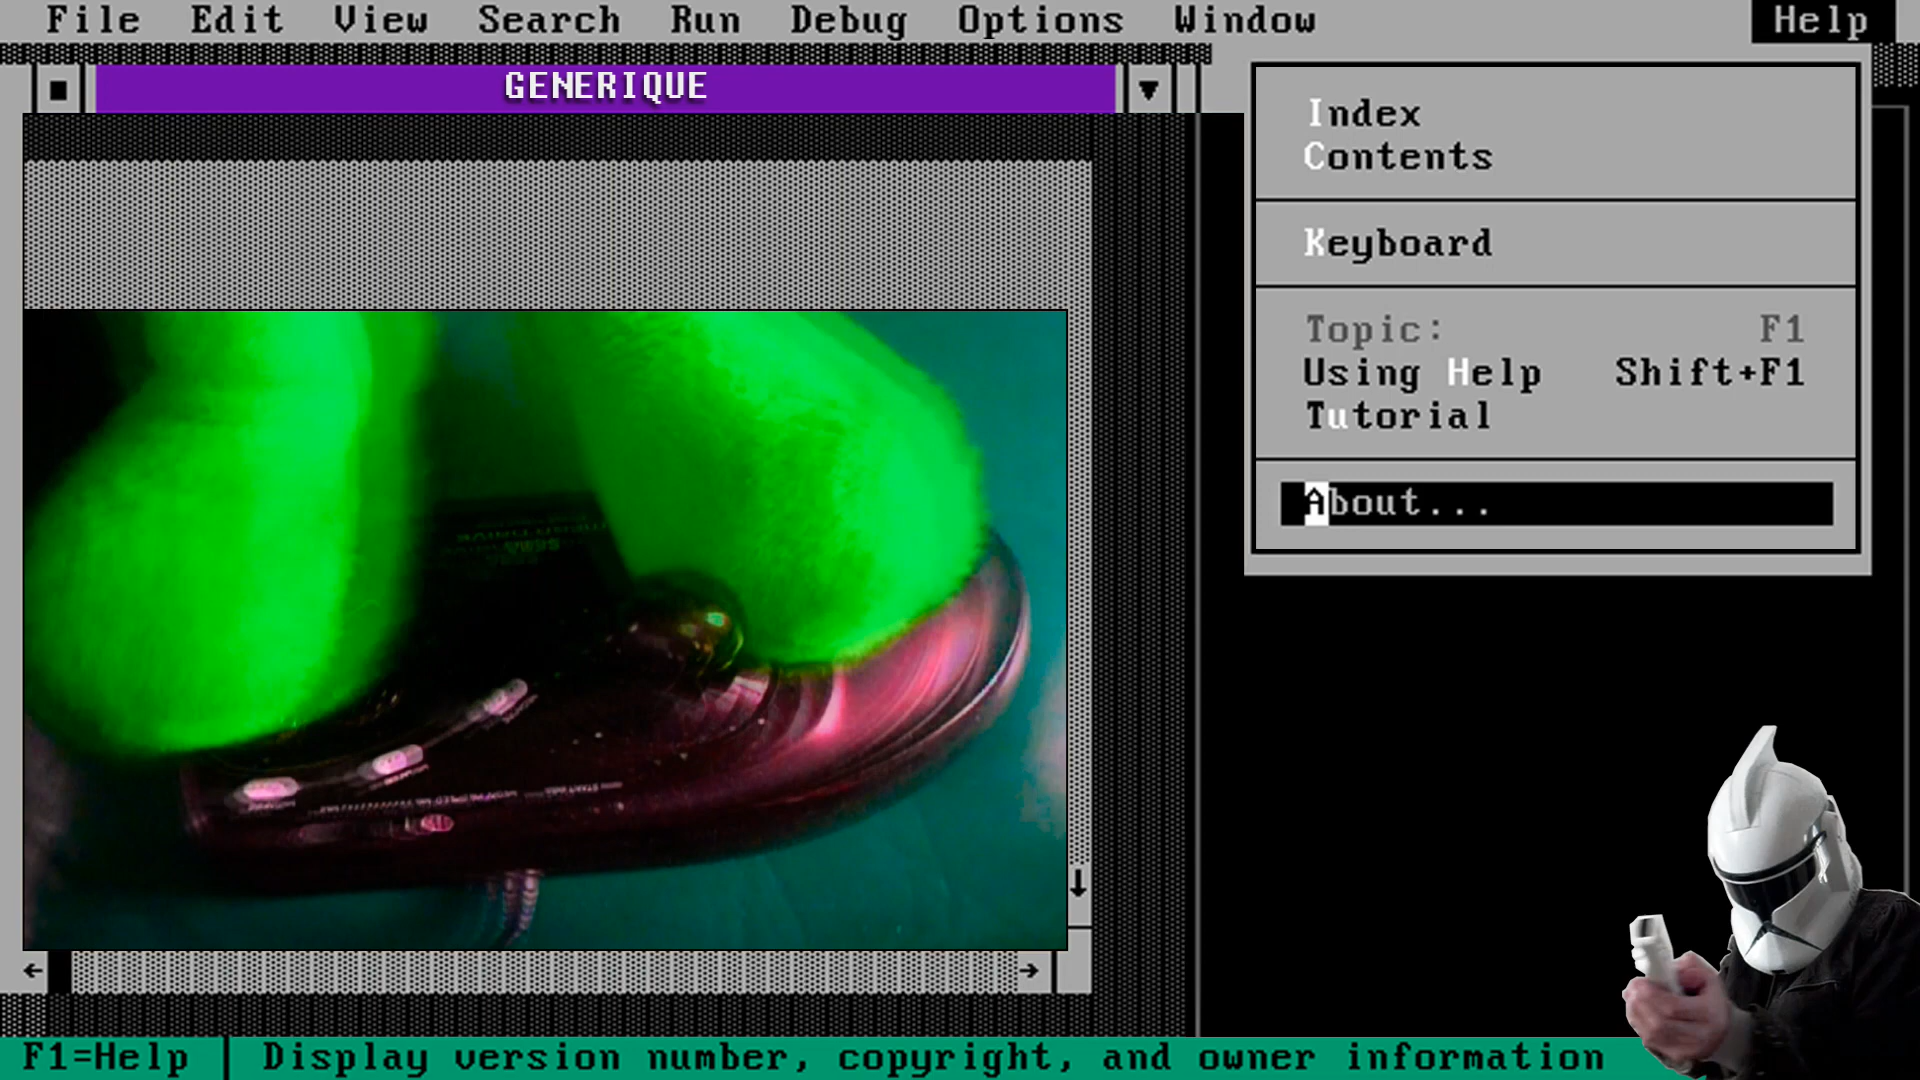 File Edit View Search Run Debug Options Window Help
GENERIQUE
Index
Contents
Keyboard
Topic: F1
Using Help Shift+F1
Tutorial
About...
F1=Help | Display version number, copyright, and owner information